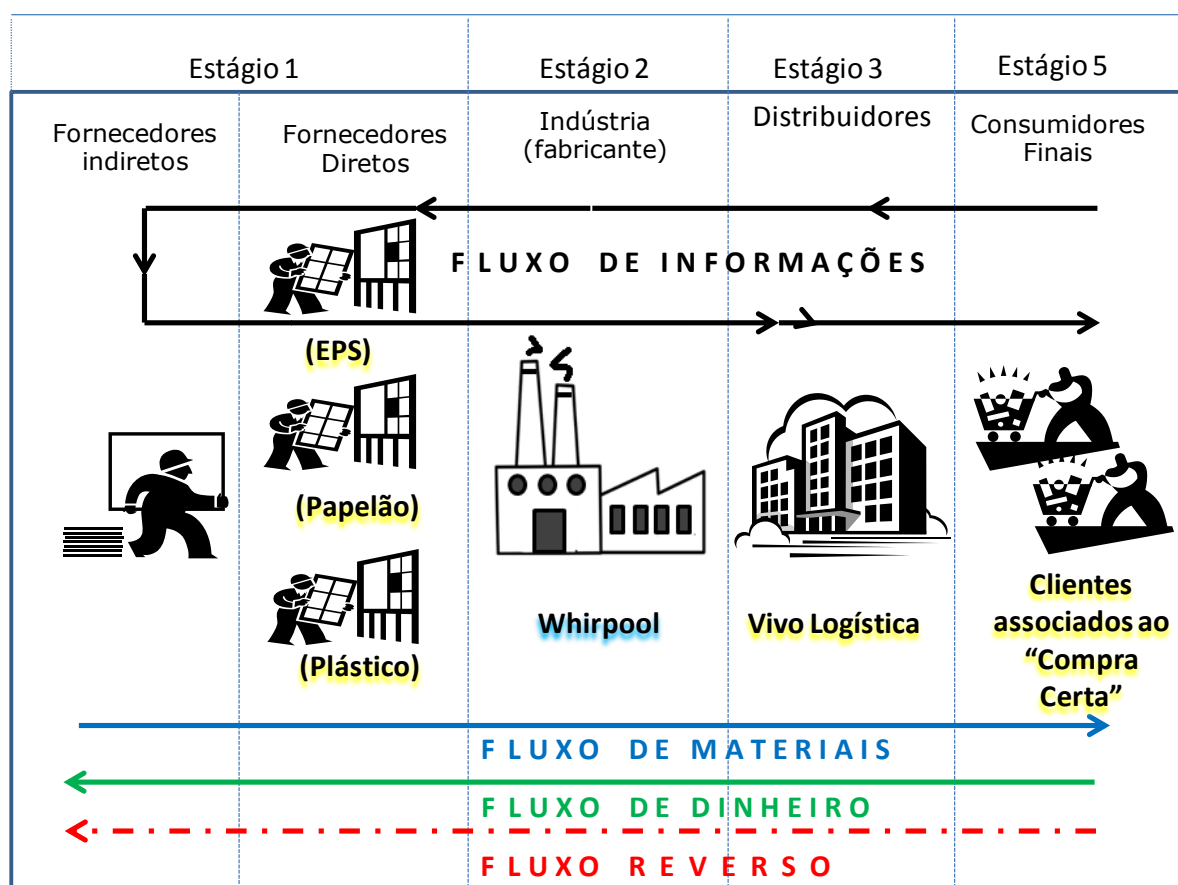 Estágio 1
Estágio 2
Estágio 3
Estágio 5
Fornecedores
indiretos
Fornecedores
Diretos
Indústria
(fabricante)
Distribuidores
Consumidores
Finais
FLUXO DE INFORMAÇÕES
(EPS)
(Papelão)
(Plástico)
Whirpool
Vivo Logística
Clientes
associados ao
“Compra
Certa”
FLUXO DE MATERIAIS
FLUXO DE DINHEIRO
FLUXO REVERSO